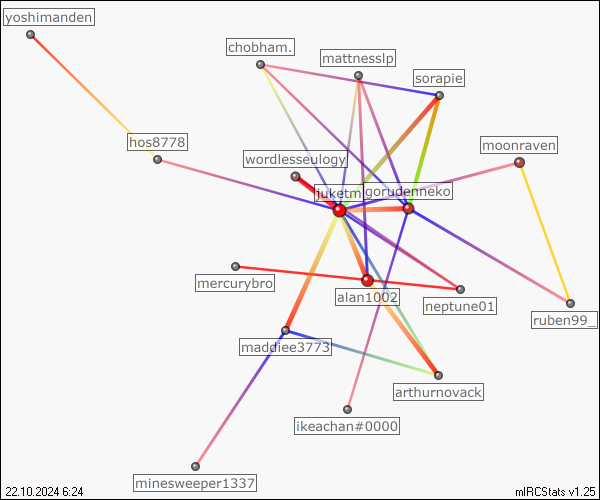 yoshimanden
chobham.
mattnesslp
sorapie
hos8778
moonraven
wordlesseulogy
juketm
gorudenneko
mercurybro
alan1002
neptune01
ruben99_
maddiee3773
arthurnovack
ikeachan#0000
minesweeper1337
22.10.2024 6:24
mIRCStats v1.25